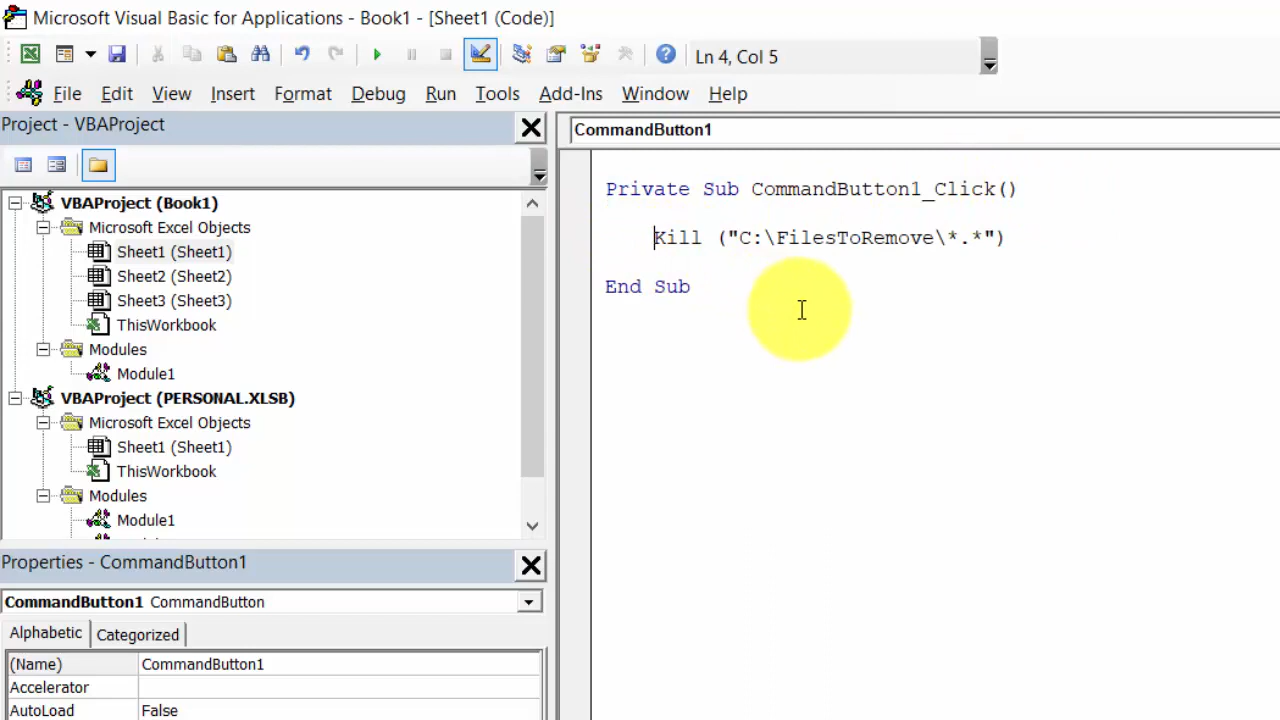 Microsoft Visual Basic for Applications - Book1 - [Sheet1 (Code)]
Ln 4, Col 5
File Edit View Insert Format Debug Run Tools Add-Ins Window Help
Project - VBAProject
CommandButton1
VBAProject (Book1)
Microsoft Excel Objects
Sheet1 (Sheet1)
Sheet2 (Sheet2)
Sheet3 (Sheet3)
ThisWorkbook
Modules
Module1
VBAProject (PERSONAL.XLSB)
Microsoft Excel Objects
Sheet1 (Sheet1)
ThisWorkbook
Modules
Module1
Private Sub CommandButton1_Click()
Kill ("C:\FilesToRemove\*.*")
End Sub
Properties - CommandButton1
CommandButton1 CommandButton
Alphabetic Categorized
(Name) CommandButton1
Accelerator
AutoLoad False